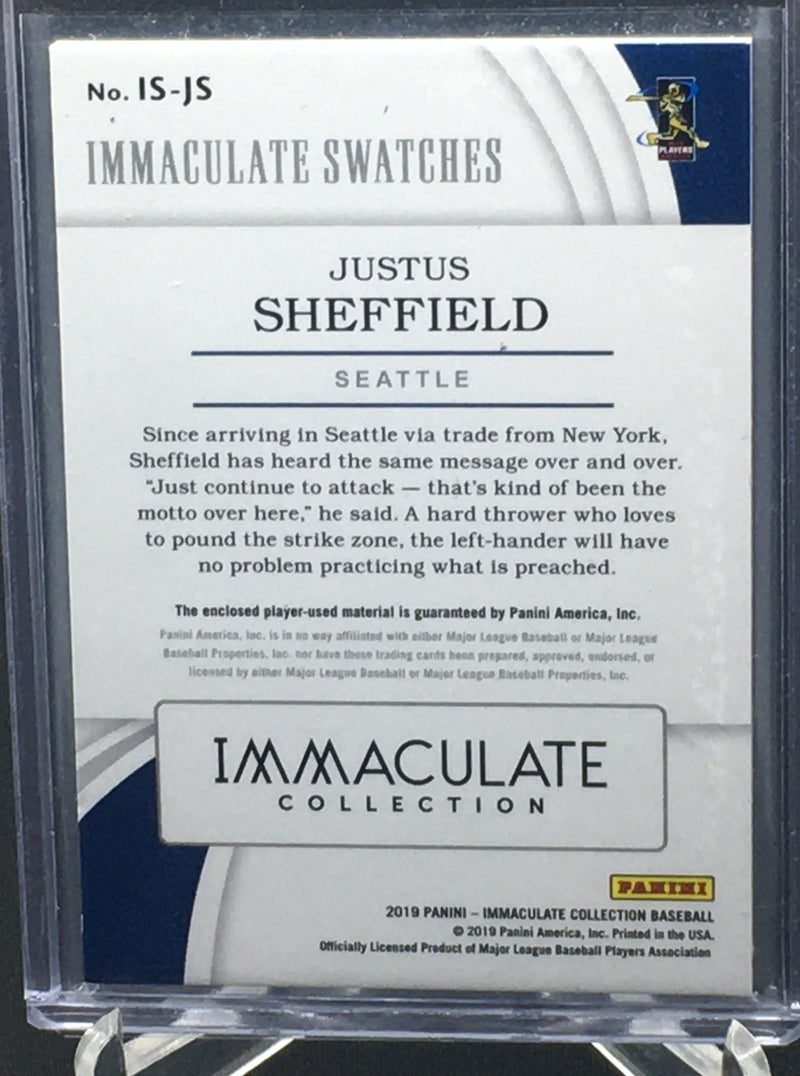 No. IS-JS
PLAYERS
IMMACULATE SWATCHES
JUSTUS
SHEFFIELD
SEATTLE
Since arriving in Seattle via trade from New York,
Sheffield has heard the same message over and over.
"Just continue to attack — that's kind of been the
motto over here," he said. A hard thrower who loves
to pound the strike zone, the left-hander will have
no problem practicing what is preached.
The enclosed player-used material is guaranteed by Panini America, Inc.
Panini America, Inc. is in no way affiliated with either Major League Baseball or Major League
Baseball Properties, Inc. nor have these trading cards been prepared, approved, endorsed, or
licensed by either Major League Baseball or Major League Baseball Properties, Inc.
IMMACULATE
COLLECTION
PANINI
2019 PANINI – IMMACULATE COLLECTION BASEBALL
© 2019 Panini America, Inc. Printed in the USA.
Officially Licensed Product of Major League Baseball Players Association